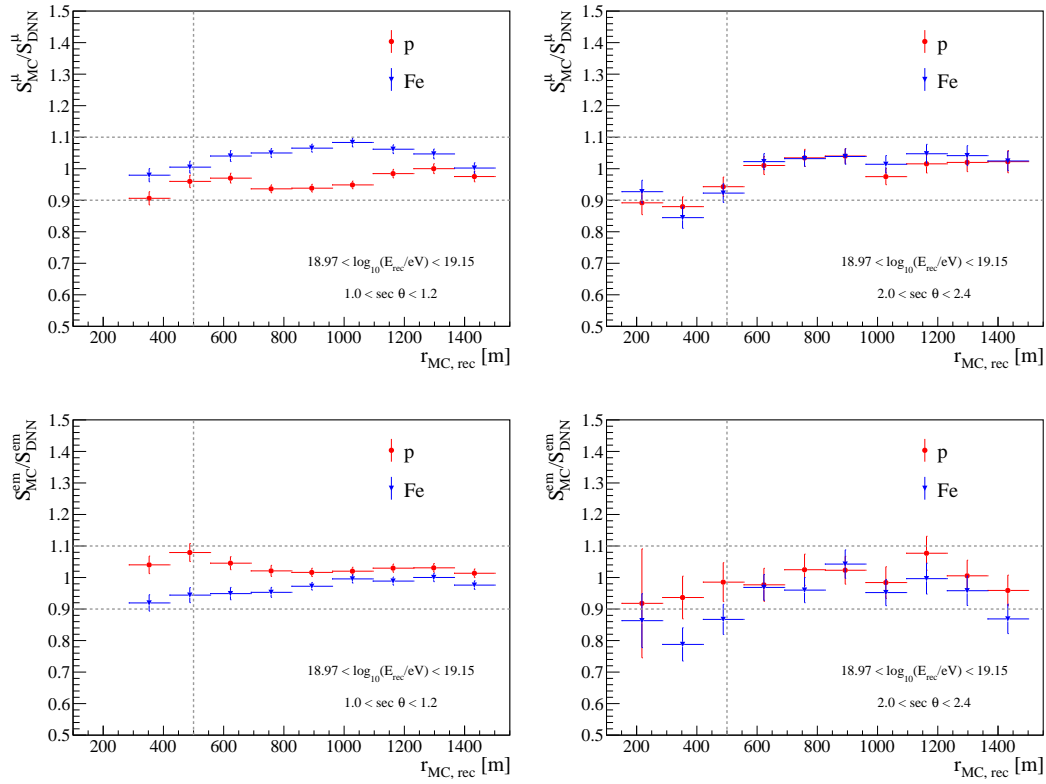 S^μ_MC/S^μ_DNN
1.5
1.4
1.3
1.2
1.1
1
0.9
0.8
0.7
0.6
0.5
p
Fe
18.97 < log₁₀(E_rec/eV) < 19.15
1.0 < sec θ < 1.2
200 400 600 800 1000 1200 1400
r_MC, rec [m]
S^μ_MC/S^μ_DNN
1.5
1.4
1.3
1.2
1.1
1
0.9
0.8
0.7
0.6
0.5
p
Fe
18.97 < log₁₀(E_rec/eV) < 19.15
2.0 < sec θ < 2.4
200 400 600 800 1000 1200 1400
r_MC, rec [m]
S^em_MC/S^em_DNN
1.5
1.4
1.3
1.2
1.1
1
0.9
0.8
0.7
0.6
0.5
p
Fe
18.97 < log₁₀(E_rec/eV) < 19.15
1.0 < sec θ < 1.2
200 400 600 800 1000 1200 1400
r_MC, rec [m]
S^em_MC/S^em_DNN
1.5
1.4
1.3
1.2
1.1
1
0.9
0.8
0.7
0.6
0.5
p
Fe
18.97 < log₁₀(E_rec/eV) < 19.15
2.0 < sec θ < 2.4
200 400 600 800 1000 1200 1400
r_MC, rec [m]